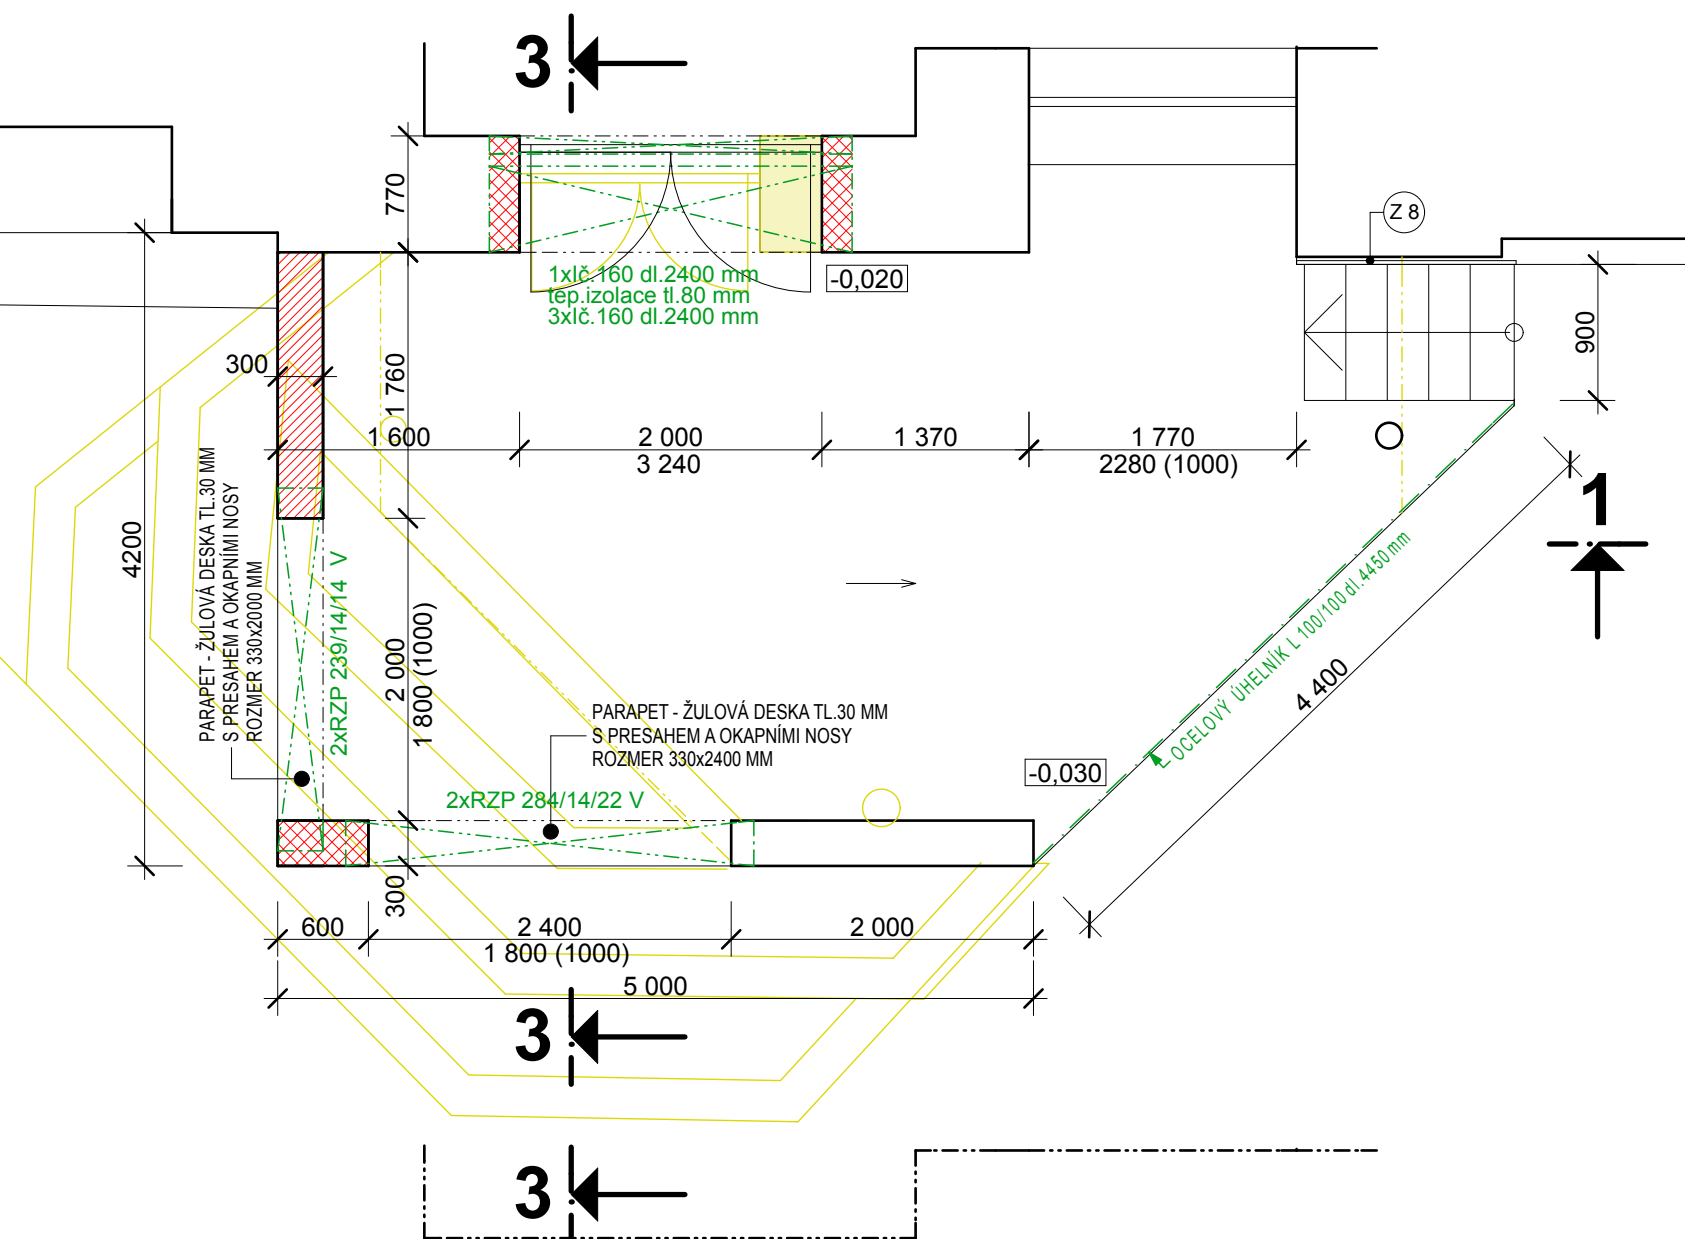 3
770
Z 8
1xIč.160 dl.2400 mm
tep.izolace tl.80 mm
3xIč.160 dl.2400 mm
-0,020
900
300
1 760
1 600
2 000
3 240
1 370
1 770
2280 (1000)
4200
PARAPET - ŽULOVÁ DESKA TL.30 MM
S PRESAHEM A OKAPNÍMI NOSY
ROZMER 330x2000 MM
2xRZP 239/14/14 V
2 000
1 800 (1000)
1
OCELOVÝ ÚHELNÍK L 100/100 dl.4450 mm
4 400
PARAPET - ŽULOVÁ DESKA TL.30 MM
S PRESAHEM A OKAPNÍMI NOSY
ROZMER 330x2400 MM
-0,030
2xRZP 284/14/22 V
300
600
2 400
1 800 (1000)
2 000
5 000
3
3